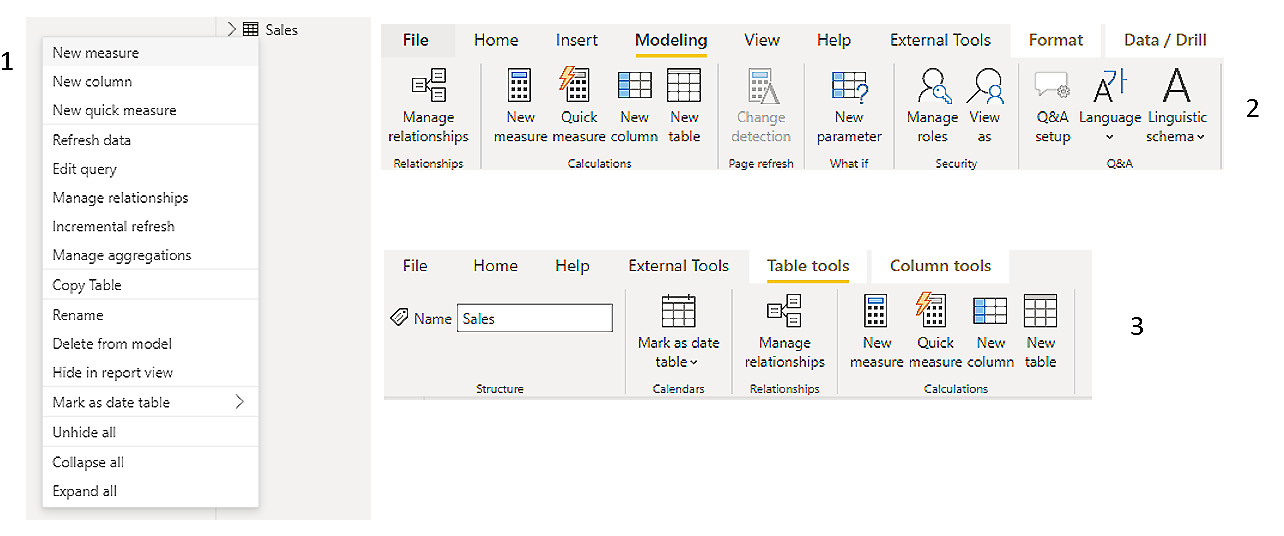 1
Sales
New measure
New column
New quick measure
Refresh data
Edit query
Manage relationships
Incremental refresh
Manage aggregations
Copy Table
Rename
Delete from model
Hide in report view
Mark as date table
Unhide all
Collapse all
Expand all
File Home Insert Modeling View Help External Tools Format Data / Drill
Manage New Quick New New Change New Manage View Q&A Language Linguistic
relationships measure measure column table detection parameter roles as setup schema
Relationships Calculations Page refresh What if Security Q&A
A가
A
2
File Home Help External Tools Table tools Column tools
Name Sales
Mark as date Manage New Quick New New
table relationships measure measure column table
Structure Calendars Relationships Calculations
3